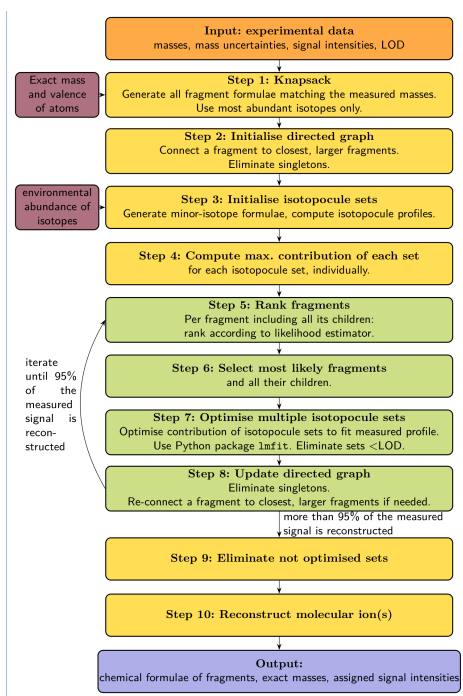 Input: experimental data
masses, mass uncertainties, signal intensities, LOD
Exact mass
and valence
of atoms
Step 1: Knapsack
Generate all fragment formulae matching the measured masses.
Use most abundant isotopes only.
Step 2: Initialise directed graph
Connect a fragment to closest, larger fragments.
Eliminate singletons.
environmental
abundance of
isotopes
Step 3: Initialise isotopocule sets
Generate minor-isotope formulae, compute isotopocule profiles.
Step 4: Compute max. contribution of each set
for each isotopocule set, individually.
Step 5: Rank fragments
Per fragment including all its children:
rank according to likelihood estimator.
iterate
until 95%
of the
measured
signal is
recon-
structed
Step 6: Select most likely fragments
and all their children.
Step 7: Optimise multiple isotopocule sets
Optimise contribution of isotopocule sets to fit measured profile.
Use Python package lmfit. Eliminate sets <LOD.
Step 8: Update directed graph
Eliminate singletons.
Re-connect a fragment to closest, larger fragments if needed.
more than 95% of the measured
signal is reconstructed
Step 9: Eliminate not optimised sets
Step 10: Reconstruct molecular ion(s)
Output:
chemical formulae of fragments, exact masses, assigned signal intensities